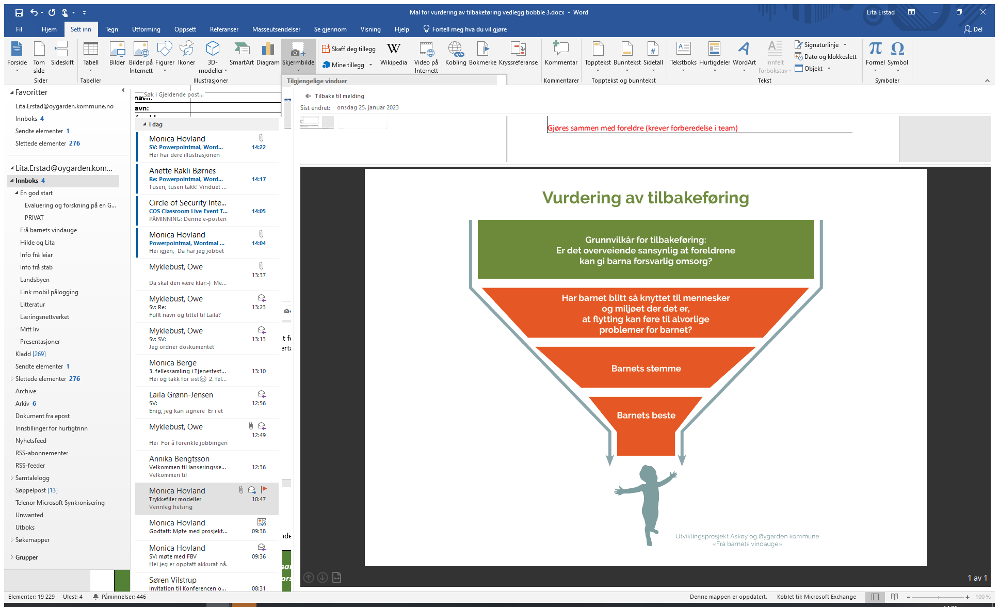 Mal for vurdering av tilbakeføring vedlegg bobble 3.docx - Word
Lita Erstad
Fil Hjem Sett inn Tegn Utforming Oppsett Referanser Masseutsendelser Se gjennom Visning Hjelp Fortell meg hva du vil gjøre
Del
Forside
Tom side
Sideskift
Tabell
Bilder
Bilder på Internett
Figurer
Ikoner
3D-modeller
SmartArt
Diagram
Skjermbilde
Skaff deg tillegg
Mine tillegg
Wikipedia
Video på Internett
Kobling
Bokmerke
Kryssreferanse
Kommentar
Topptekst
Bunntekst
Sidetall
Tekstboks
Hurtigdeler
WordArt
Innfelt forbokstav
Signaturlinje
Dato og klokkeslett
Objekt
Formel
Symbol
Sider
Tabeller
Illustrasjoner
Kommentarer
Topptekst og bunntekst
Tekst
Symboler
Tilgjengelige vinduer
Favoritter
Lita.Erstad@oygarden.kommune.no
Innboks 4
Sendte elementer 1
Slettede elementer 276
Lita.Erstad@oygarden.kom...
Innboks 4
En god start
Evaluering og forskning på en G...
PRIVAT
Frå barnets vindauge
Hilde og Lita
Info frå leiar
Info frå stab
Landsbyen
Link mobil pålogging
Litteratur
Læringsnettverket
Mitt liv
Presentasjoner
Kladd [269]
Sendte elementer 1
Slettede elementer 276
Archive
Arkiv 6
Dokument fra epost
Innstillinger for hurtigtrinn
Nyhetsfeed
RSS-abonnementer
RSS-feeder
Samtalelogg
Søppelpost [13]
Telenor Microsoft Synkronisering
Unwanted
Utboks
Søkemapper
Grupper
Søk i Gjeldende post...
avn:
I dag
Monica Hovland
SV: Powerpointmal, Word... 14:22
Her har dere illustrasjonen
Anette Rakli Børnes
Re: Powerpointmal, Word... 14:17
Tusen, tusen takk! Vinduet ...
Circle of Security Inte...
COS Classroom Live Event T... 14:05
PÅMINNING: Denne e-posten
Monica Hovland
Powerpointmal, Wordmal ... 14:04
Hei igjen, Da har jeg jobbet
Myklebust, Owe
13:37
Da skal den være klar:-) Me...
Myklebust, Owe
Sv: Re: 13:23
Fullt navn og tittel til Laila?
Myklebust, Owe
Sv: SV: 13:13
Jeg ordner doskumentet
Monica Berge
3. fellessamling i Tjenestest... 13:10
Hei og takk for sist☺ 2. fel...
Laila Grønn-Jensen
SV: 12:56
Enig, jeg kan signere Er i et
Myklebust, Owe
12:49
Hei For å forenkle jobbingen
Annika Bengtsson
Velkommen til lanseringsse... 12:36
Velkommen til
Monica Hovland
Trykkefiler modeller 10:47
Vennleg helsing
Monica Hovland
Godtatt: Møte med prosjekt... 09:38
Monica Hovland
SV: møte med FBV 09:36
Hei jeg er opptatt akkurat nå.
Søren Vilstrup
Invitation til Konferencen o... 08:31
Tilbake til melding
Sist endret: onsdag 25. januar 2023
Gjøres sammen med foreldre (krever forberedelse i team)
Vurdering av tilbakeføring
Grunnvilkår for tilbakeføring:
Er det overveiende sansynlig at foreldrene
kan gi barna forsvarlig omsorg?
Har barnet blitt så knyttet til mennesker
og miljøet der det er,
at flytting kan føre til alvorlige
problemer for barnet?
Barnets stemme
Barnets beste
Utviklingsprosjekt Askøy og Øygarden kommune
«Frå barnets vindauge»
1 av 1
Elementer: 19 229 Ulest: 4 Påminnelser: 446
Denne mappen er oppdatert. Koblet til: Microsoft Exchange 100 %